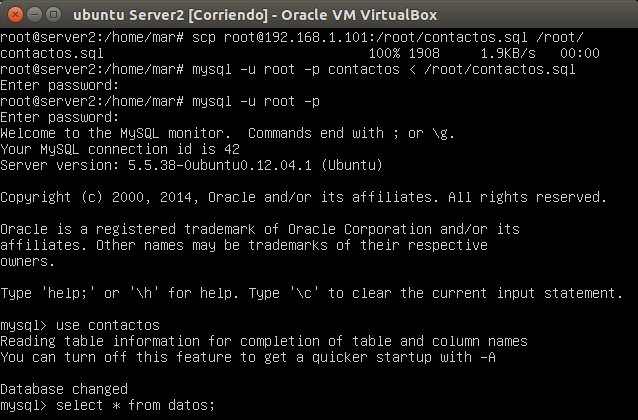 ubuntu Server2 [Corriendo] - Oracle VM VirtualBox
root@server2:/home/mar# scp root@192.168.1.101:/root/contactos.sql /root/
contactos.sql 100% 1908 1.9KB/s 00:00
root@server2:/home/mar# mysql -u root -p contactos < /root/contactos.sql
Enter password:
root@server2:/home/mar# mysql -u root -p
Enter password:
Welcome to the MySQL monitor.  Commands end with ; or \g.
Your MySQL connection id is 42
Server version: 5.5.38-0ubuntu0.12.04.1 (Ubuntu)
Copyright (c) 2000, 2014, Oracle and/or its affiliates. All rights reserved.
Oracle is a registered trademark of Oracle Corporation and/or its
affiliates. Other names may be trademarks of their respective
owners.
Type 'help;' or '\h' for help. Type '\c' to clear the current input statement.
mysql> use contactos
Reading table information for completion of table and column names
You can turn off this feature to get a quicker startup with -A
Database changed
mysql> select * from datos;